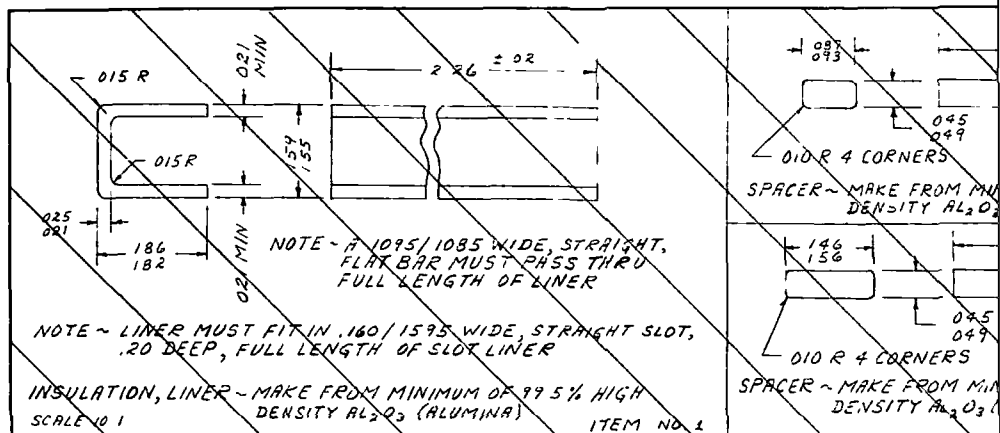 015 R
021
MIN
2 26 ± 02
015 R
159
155
025
021
186
182
021 MIN
NOTE ~ A 1095/1085 WIDE, STRAIGHT,
FLAT BAR MUST PASS THRU
FULL LENGTH OF LINER
NOTE ~ LINER MUST FIT IN .160/1595 WIDE, STRAIGHT SLOT,
.20 DEEP, FULL LENGTH OF SLOT LINER
INSULATION, LINER ~ MAKE FROM MINIMUM OF 99 5% HIGH
DENSITY AL2O3 (ALUMINA)
SCALE 10 1
ITEM NO 1
087
093
045
049
010 R 4 CORNERS
SPACER ~ MAKE FROM
DENSITY AL2O
146
156
045
049
010 R 4 CORNERS
SPACER ~ MAKE FROM MIN
DENSITY AL2O3 (